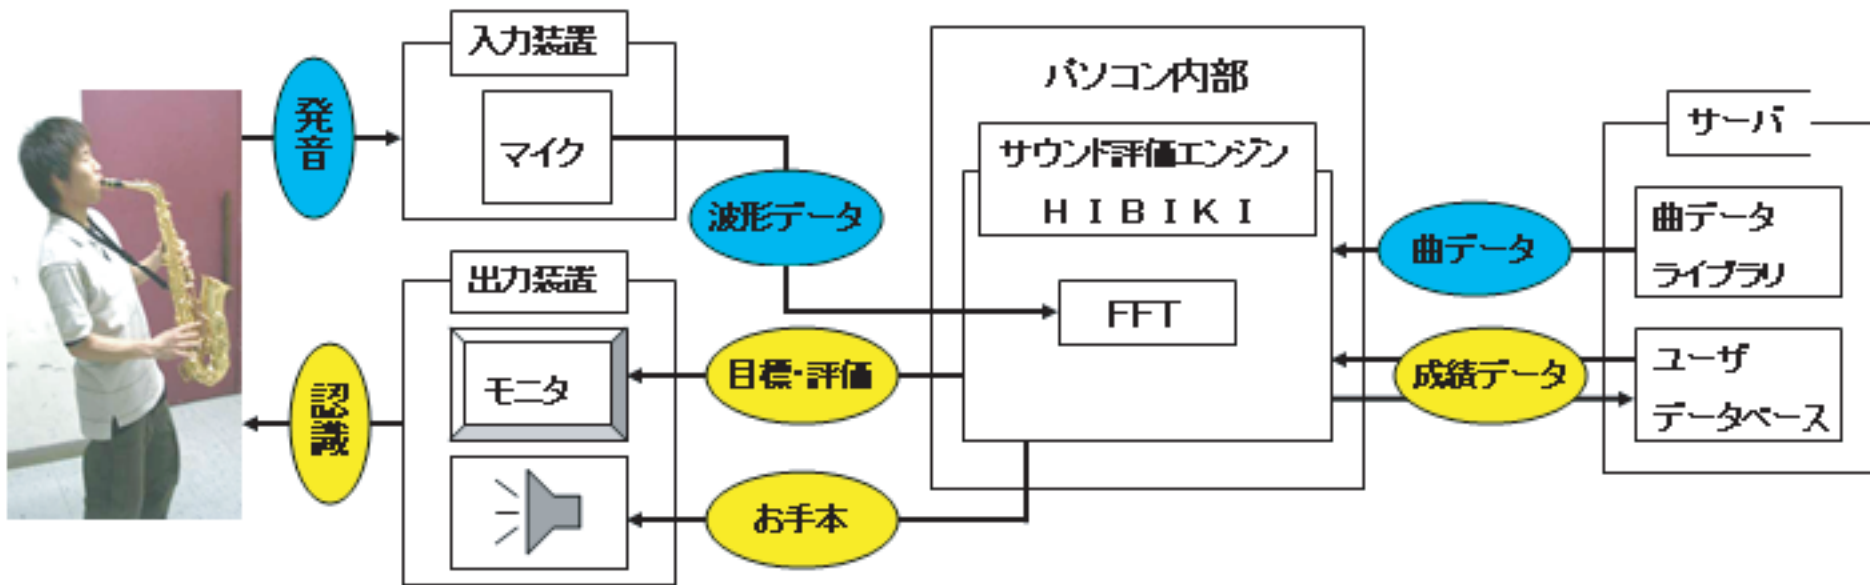 発音
入力装置
マイク
波形データ
出力装置
モニタ
認識
目標・評価
お手本
パソコン内部
サウンド評価エンジン
ＨＩＢＩＫＩ
FFT
曲データ
成績データ
サーバ
曲データ
ライブラリ
ユーザ
データベース